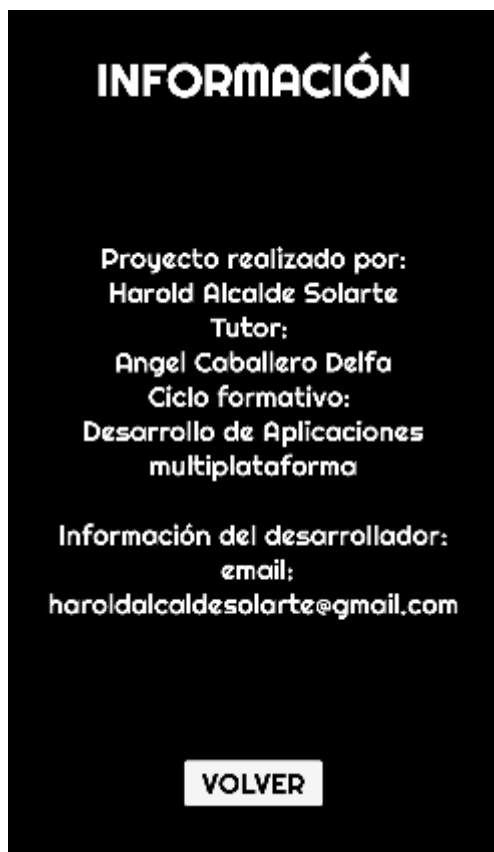 INFORMACIÓN
Proyecto realizado por:
Harold Alcalde Solarte
Tutor:
Angel Caballero Delfa
Ciclo formativo:
Desarrollo de Aplicaciones
multiplataforma
Información del desarrollador:
email:
haroldalcaldesolarte@gmail.com
VOLVER